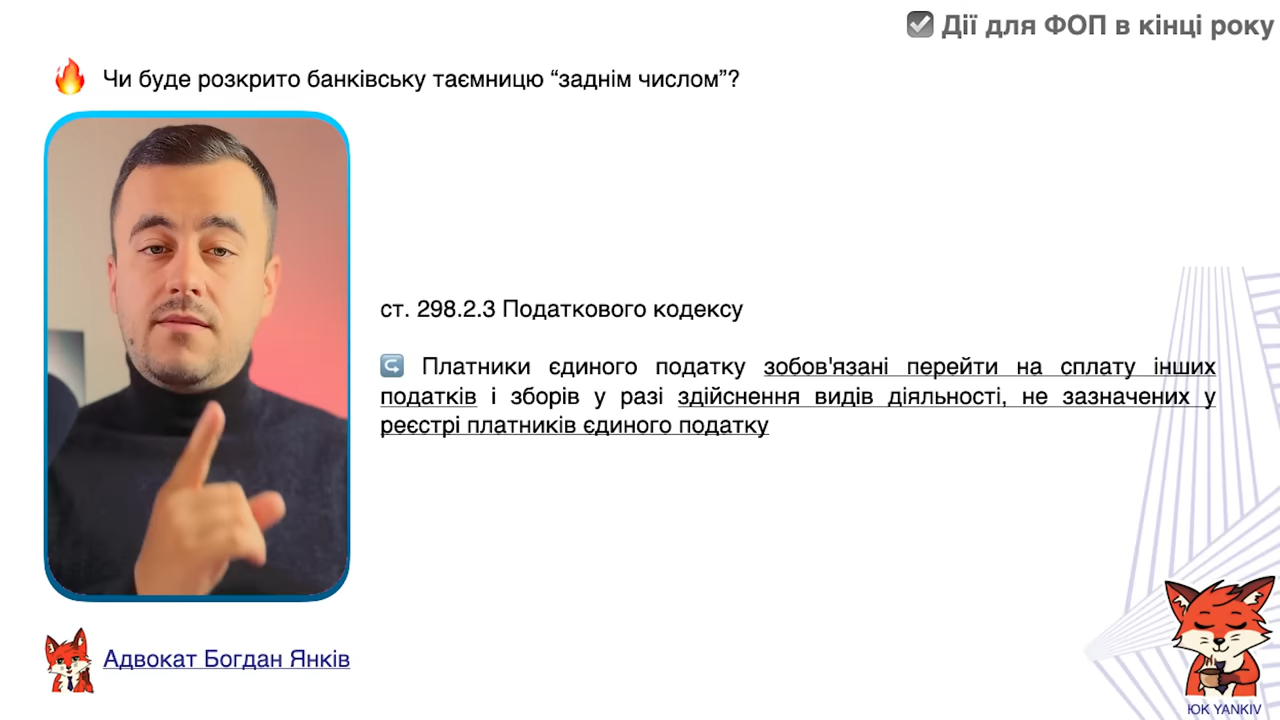 Дії для ФОП в кінці року
Чи буде розкрито банківську таємницю “заднім числом”?
ст. 298.2.3 Податкового кодексу
Платники єдиного податку зобов'язані перейти на сплату інших
податків і зборів у разі здійснення видів діяльності, не зазначених у
реєстрі платників єдиного податку
Адвокат Богдан Янків
ЮК YANKIV